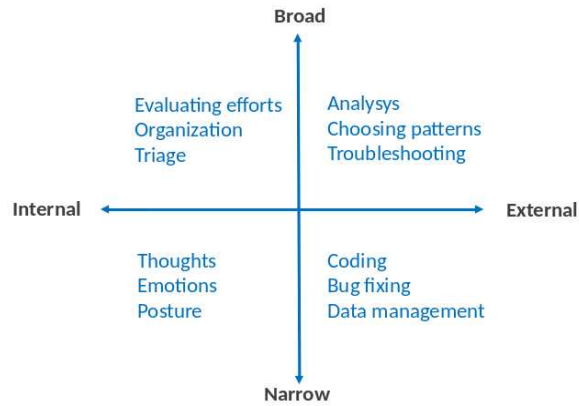 Broad
Evaluating efforts
Organization
Triage
Analysys
Choosing patterns
Troubleshooting
Internal
External
Thoughts
Emotions
Posture
Coding
Bug fixing
Data management
Narrow